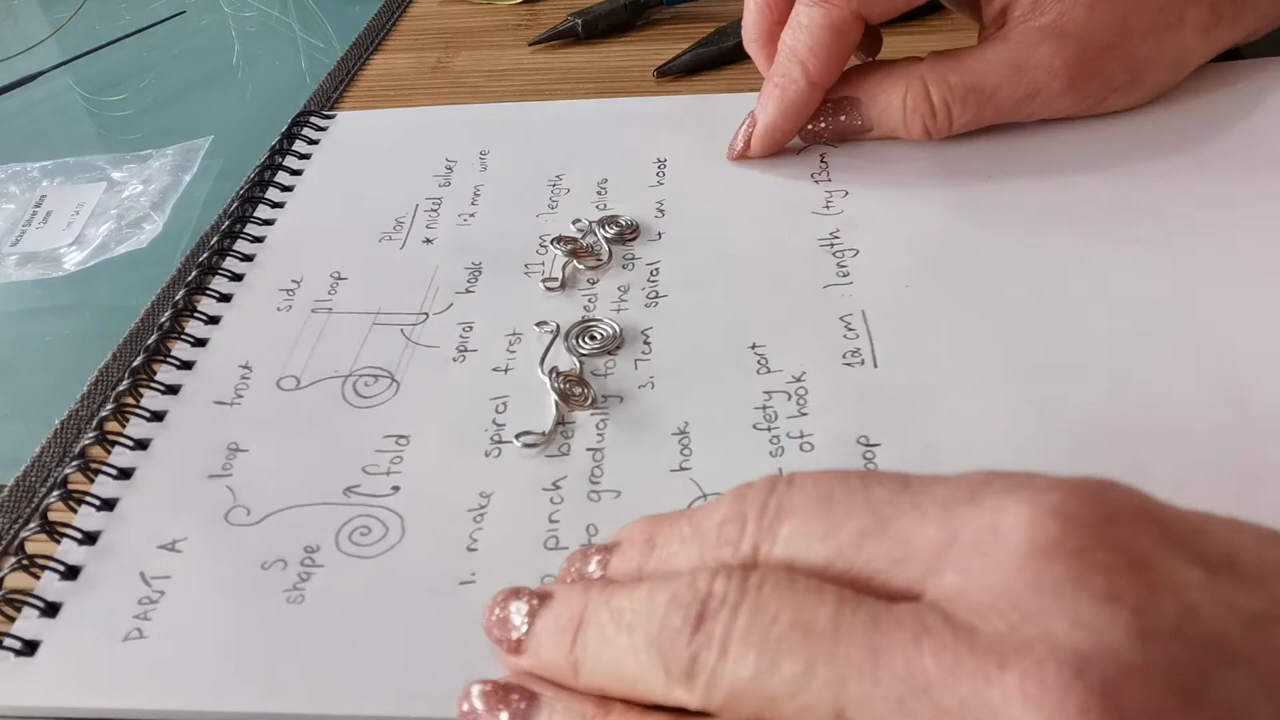 PART A
S shape
loop front
fold
side
loop
spiral hook
Plan.
* nickel silver
1.2 mm wire
1. make spiral first
11 cm : length
pinch
pliers
to gradually
the
3. 7cm spiral 4 cm hook
hook
safety part
of hook.
12 cm : length (try 13cm)
Nickel Silver Wire
1.2mm